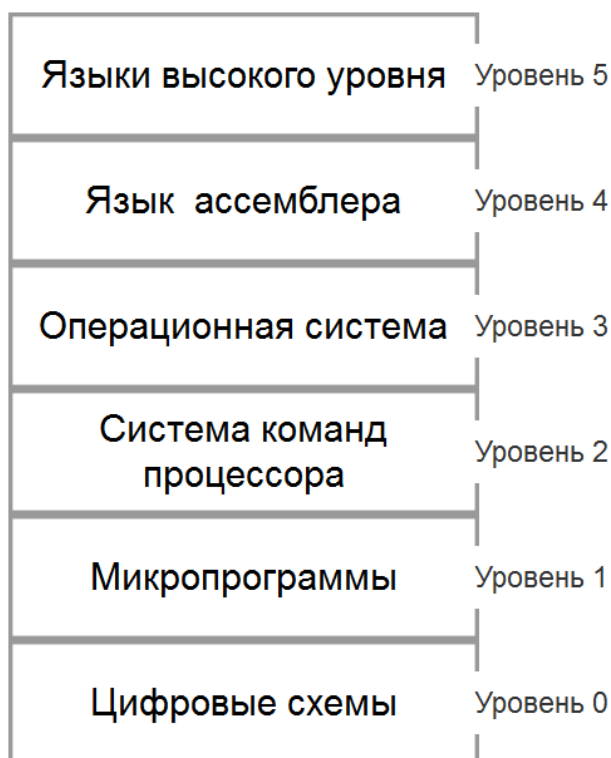 Языки высокого уровня Уровень 5
Язык ассемблера Уровень 4
Операционная система Уровень 3
Система команд
процессора Уровень 2
Микропрограммы Уровень 1
Цифровые схемы Уровень 0